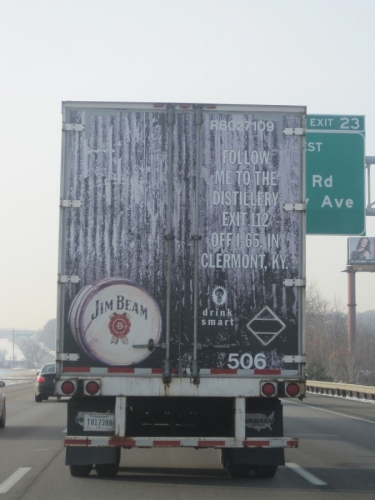 PB027109
EXIT 23
ST
Rd
Ave
FOLLOW
ME TO THE
DISTILLERY.
EXIT 112
OFF I-65, IN
CLERMONT, KY.
JIM BEAM
B
drink
smart
506